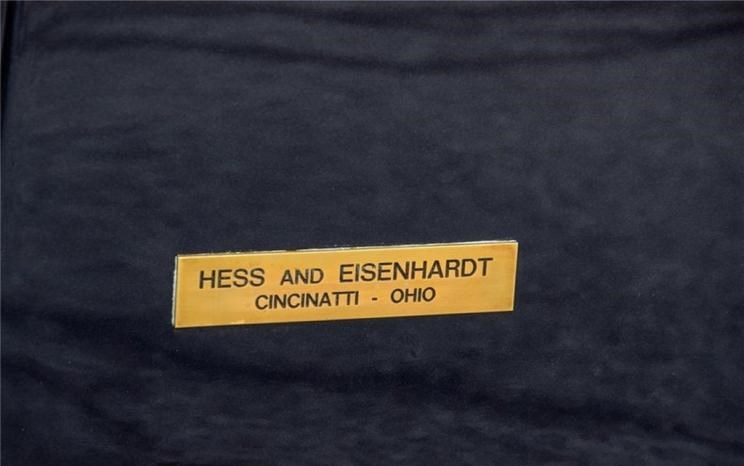 HESS AND EISENHARDT
CINCINATTI - OHIO